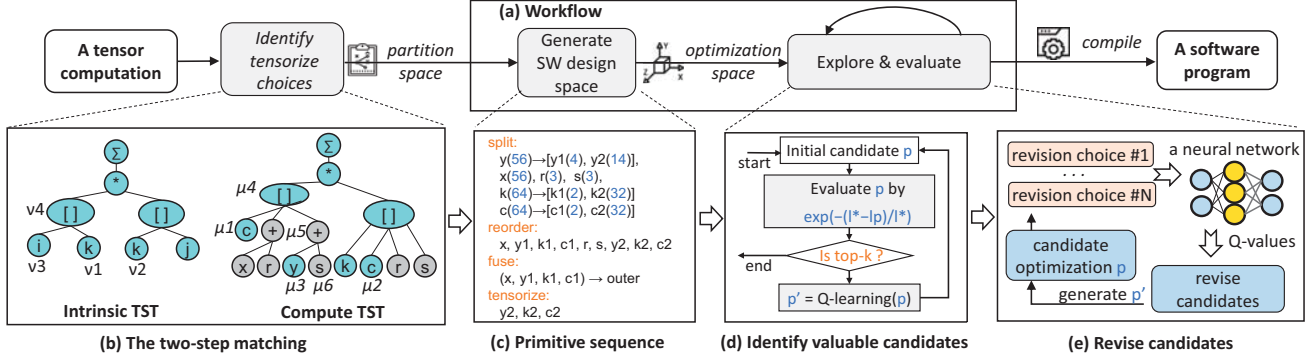 (a) Workflow
A tensor
computation
Identify
tensorize
choices
partition
space
Generate
SW design
space
Y
Z
X
optimization
space
Explore & evaluate
compile
A software
program
Σ
*
ν4
[ ]
[ ]
i
k
k
j
ν3
ν1
ν2
Intrinsic TST
Σ
*
μ4
[ ]
[ ]
μ1
c
+
μ5
+
x
r
y
s
k
c
r
s
μ3
μ6
μ2
Compute TST
(b) The two-step matching
split:
y(56)→[y1(4), y2(14)],
x(56), r(3), s(3),
k(64)→[k1(2), k2(32)]
c(64)→[c1(2), c2(32)]
reorder:
x, y1, k1, c1, r, s, y2, k2, c2
fuse:
(x, y1, k1, c1) → outer
tensorize:
y2, k2, c2
(c) Primitive sequence
start
Initial candidate p
Evaluate p by
exp(−(l*−lp)/l*)
Is top-k ?
end
p' = Q-learning(p)
(d) Identify valuable candidates
revision choice #1
. . .
revision choice #N
a neural network
Q-values
candidate
optimization p
generate p'
revise
candidates
(e) Revise candidates